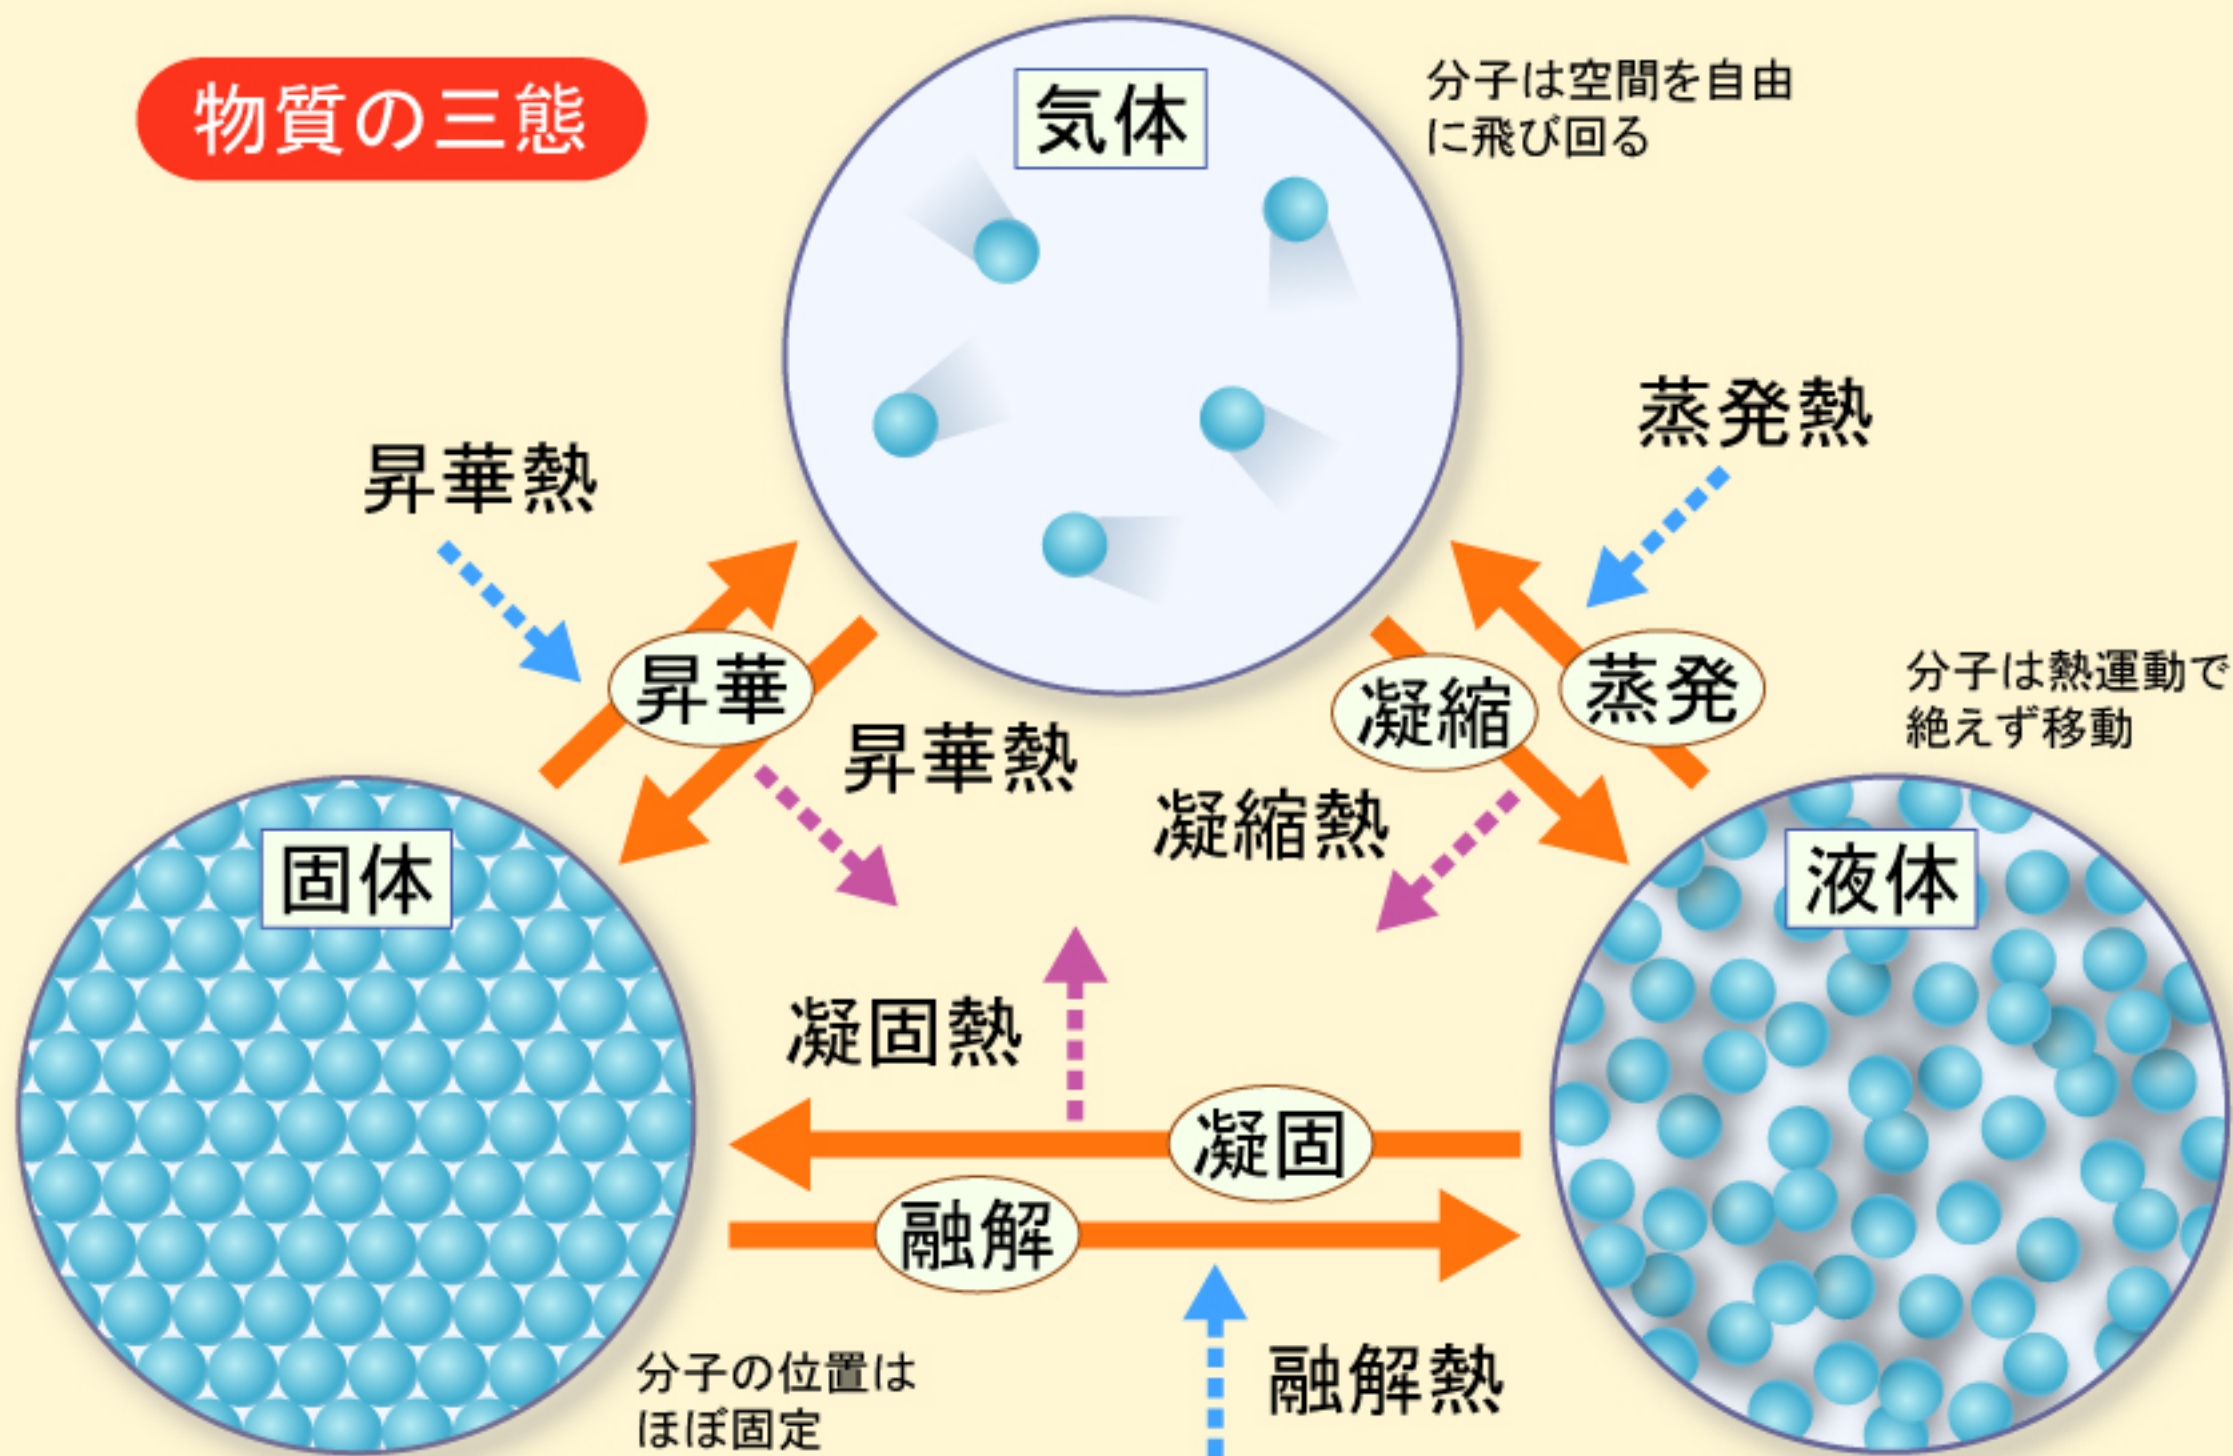 物質の三態
気体
分子は空間を自由
に飛び回る
蒸発熱
昇華熱
昇華
凝縮
蒸発
分子は熱運動で
絶えず移動
昇華熱
凝縮熱
固体
液体
凝固熱
凝固
融解
融解熱
分子の位置は
ほぼ固定